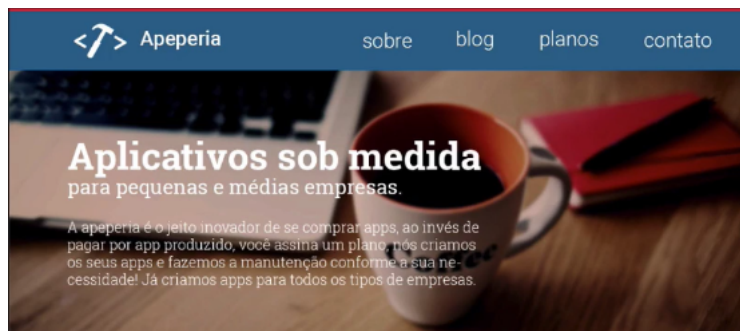 Apeperia
sobre blog planos contato
Aplicativos sob medida
para pequenas e médias empresas.
A apeperia é o jeito inovador de se comprar apps, ao invés de
pagar por app produzido, você assina um plano, nós criamos
os seus apps e fazemos a manutenção conforme a sua ne-
cessidade! Já criamos apps para todos os tipos de empresas.